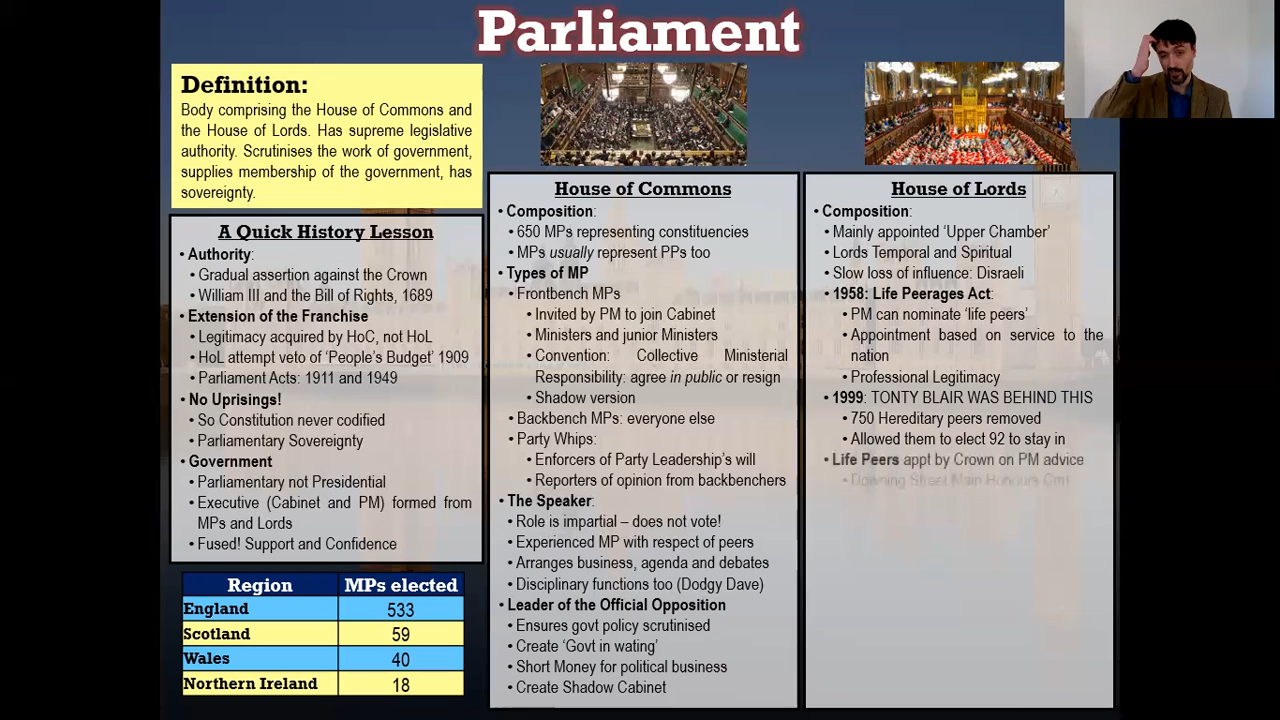 Parliament
Definition:
Body comprising the House of Commons and
the House of Lords. Has supreme legislative
authority. Scrutinises the work of government,
supplies membership of the government, has
sovereignty.
A Quick History Lesson
• Authority:
• Gradual assertion against the Crown
• William III and the Bill of Rights, 1689
• Extension of the Franchise
• Legitimacy acquired by HoC, not HoL
• HoL attempt veto of 'People's Budget' 1909
• Parliament Acts: 1911 and 1949
• No Uprisings!
• So Constitution never codified
• Parliamentary Sovereignty
• Government
• Parliamentary not Presidential
• Executive (Cabinet and PM) formed from
MPs and Lords
• Fused! Support and Confidence
Region MPs elected
England 533
Scotland 59
Wales 40
Northern Ireland 18
House of Commons
• Composition:
• 650 MPs representing constituencies
• MPs usually represent PPs too
• Types of MP
• Frontbench MPs
• Invited by PM to join Cabinet
• Ministers and junior Ministers
• Convention: Collective Ministerial
Responsibility: agree in public or resign
• Shadow version
• Backbench MPs: everyone else
• Party Whips:
• Enforcers of Party Leadership's will
• Reporters of opinion from backbenchers
• The Speaker:
• Role is impartial – does not vote!
• Experienced MP with respect of peers
• Arranges business, agenda and debates
• Disciplinary functions too (Dodgy Dave)
• Leader of the Official Opposition
• Ensures govt policy scrutinised
• Create 'Govt in wating'
• Short Money for political business
• Create Shadow Cabinet
House of Lords
• Composition:
• Mainly appointed 'Upper Chamber'
• Lords Temporal and Spiritual
• Slow loss of influence: Disraeli
• 1958: Life Peerages Act:
• PM can nominate 'life peers'
• Appointment based on service to the
nation
• Professional Legitimacy
• 1999: TONTY BLAIR WAS BEHIND THIS
• 750 Hereditary peers removed
• Allowed them to elect 92 to stay in
• Life Peers appt by Crown on PM advice
• Downing Street Main Honours Cmt